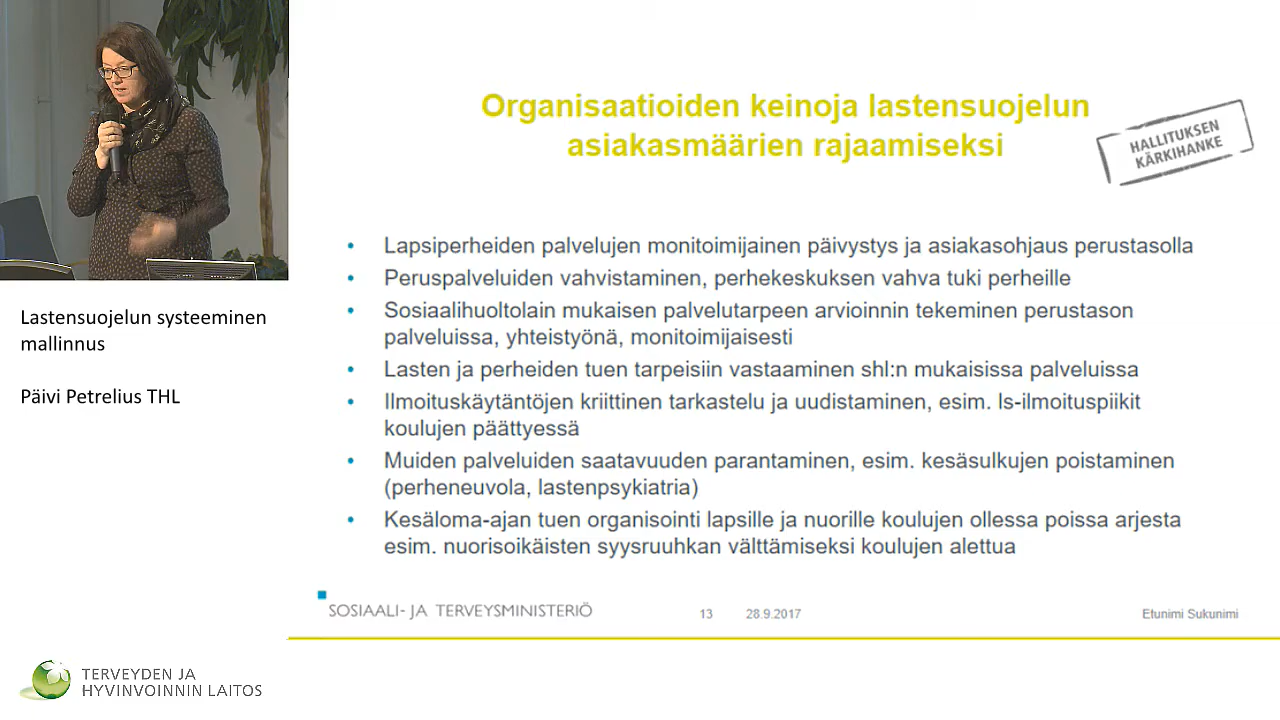 Organisaatioiden keinoja lastensuojelun
asiakasmäärien rajaamiseksi
HALLITUKSEN
KÄRKIHANKE
• Lapsiperheiden palvelujen monitoimijainen päivystys ja asiakasohjaus perustasolla
• Peruspalveluiden vahvistaminen, perhekeskuksen vahva tuki perheille
• Sosiaalihuoltolain mukaisen palvelutarpeen arvioinnin tekeminen perustason
palveluissa, yhteistyönä, monitoimijaisesti
• Lasten ja perheiden tuen tarpeisiin vastaaminen shl:n mukaisissa palveluissa
• Ilmoituskäytäntöjen kriittinen tarkastelu ja uudistaminen, esim. ls-ilmoituspiikit
koulujen päättyessä
• Muiden palveluiden saatavuuden parantaminen, esim. kesäsulkujen poistaminen
(perheneuvola, lastenpsykiatria)
• Kesäloma-ajan tuen organisointi lapsille ja nuorille koulujen ollessa poissa arjesta
esim. nuorisoikäisten syysruuhkan välttämiseksi koulujen alettua
SOSIAALI- JA TERVEYSMINISTERIÖ
13
28.9.2017
Etunimi Sukunimi
Lastensuojelun systeeminen
mallinnus
Päivi Petrelius THL
TERVEYDEN JA
HYVINVOINNIN LAITOS